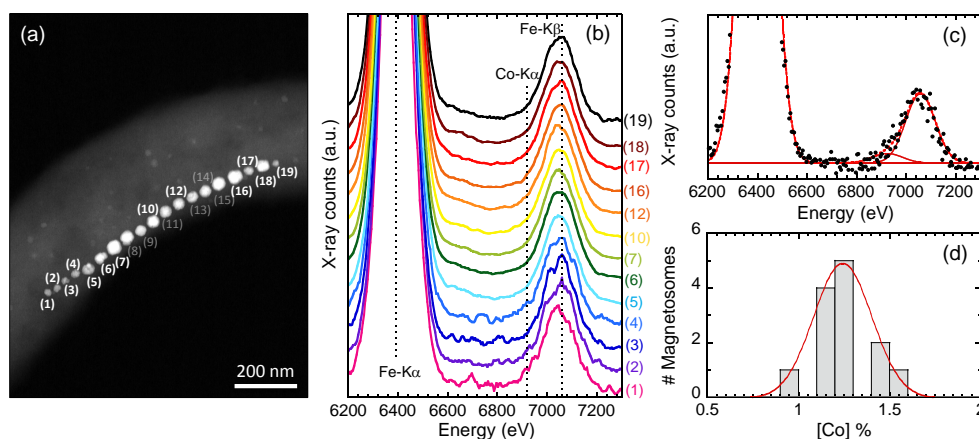 (a)
(1)
(2)
(3)
(4)
(5)
(6)
(7)
(8)
(9)
(10)
(11)
(12)
(13)
(14)
(15)
(16)
(17)
(18)
(19)
200 nm
(b)
Fe-Kβ
Co-Kα
Fe-Kα
(19)
(18)
(17)
(16)
(12)
(10)
(7)
(6)
(5)
(4)
(3)
(2)
(1)
X-ray counts (a.u.)
6200 6400 6600 6800 7000 7200
Energy (eV)
(c)
X-ray counts (a.u.)
6200 6400 6600 6800 7000 7200
Energy (eV)
(d)
# Magnetosomes
6
4
2
0
0.5 1 1.5 2
[Co] %